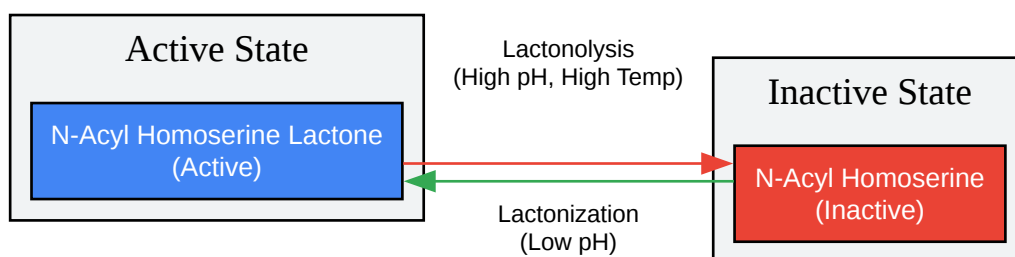 Active State
N-Acyl Homoserine Lactone
(Active)
Lactonolysis
(High pH, High Temp)
Lactonization
(Low pH)
Inactive State
N-Acyl Homoserine
(Inactive)